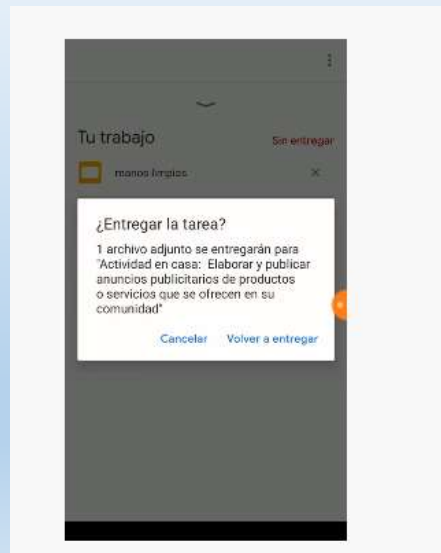 Tu trabajo
Sin entregar
manos limpios
¿Entregar la tarea?
1 archivo adjunto se entregarán para
"Actividad en casa: Elaborar y publicar
anuncios publicitarios de productos
o servicios que se ofrecen en su
comunidad"
Cancelar Volver a entregar